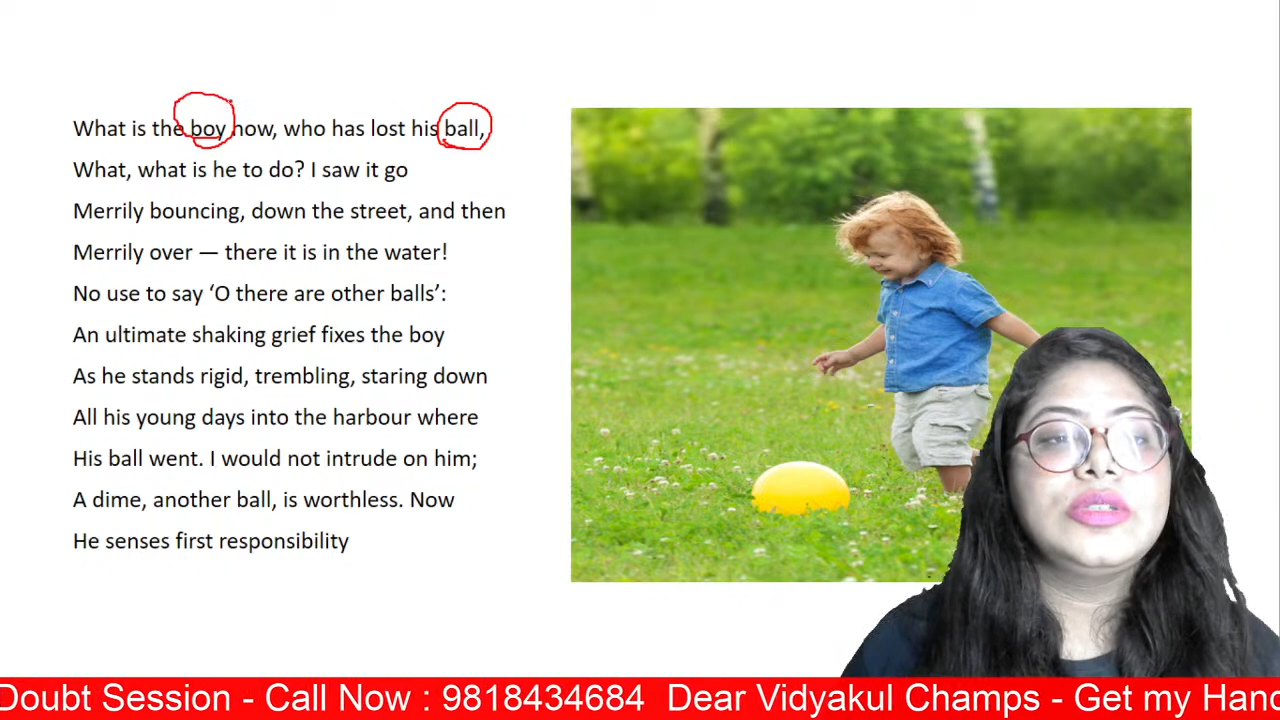 What is the boy now, who has lost his ball,
What, what is he to do? I saw it go
Merrily bouncing, down the street, and then
Merrily over — there it is in the water!
No use to say ‘O there are other balls’:
An ultimate shaking grief fixes the boy
As he stands rigid, trembling, staring down
All his young days into the harbour where
His ball went. I would not intrude on him;
A dime, another ball, is worthless. Now
He senses first responsibility
Doubt Session - Call Now : 9818434684 Dear Vidyakul Champs - Get my Hand